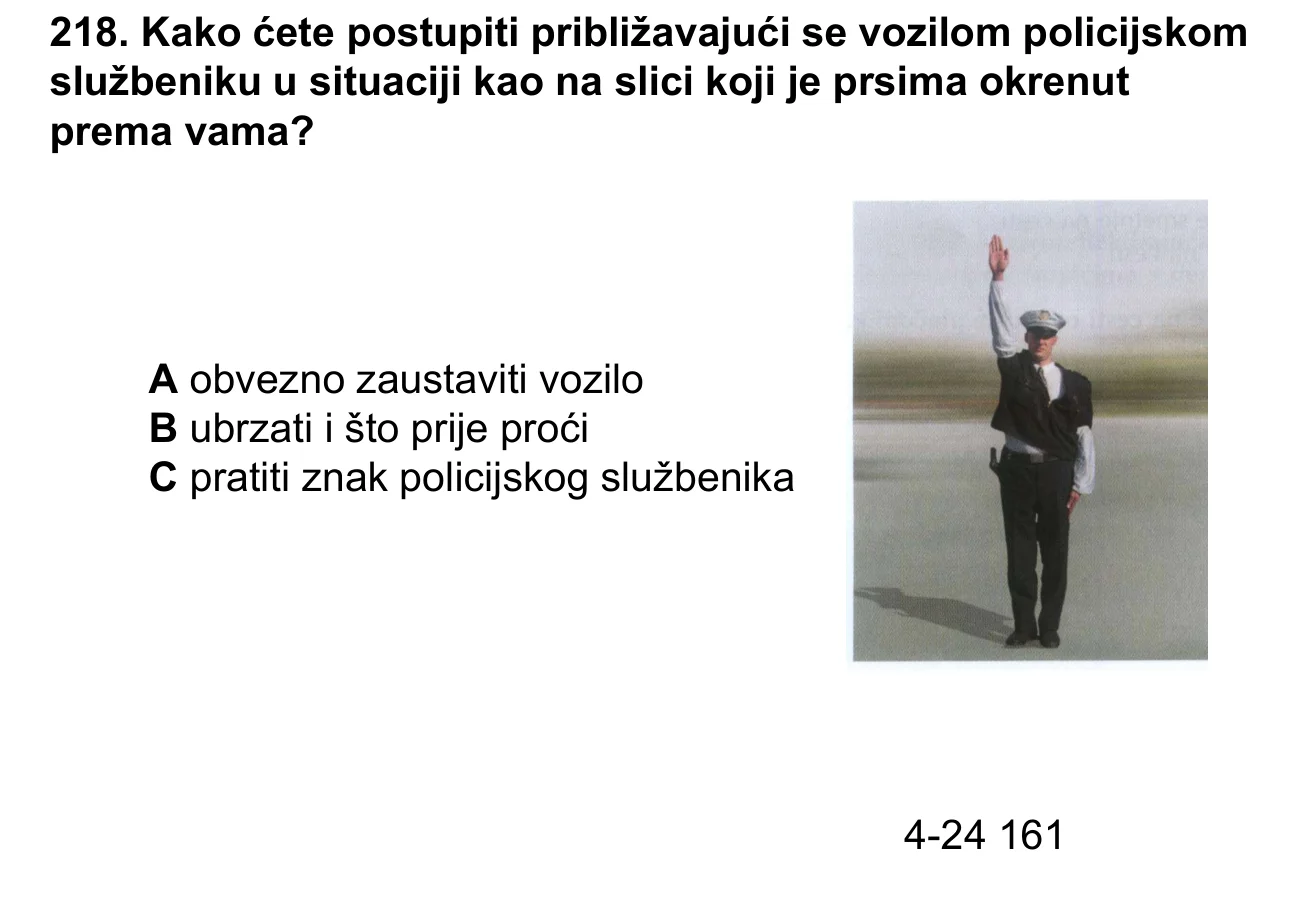 218. Kako ćete postupiti približavajući se vozilom policijskom
službeniku u situaciji kao na slici koji je prsima okrenut
prema vama?
A obvezno zaustaviti vozilo
B ubrzati i što prije proći
C pratiti znak policijskog službenika
4-24 161